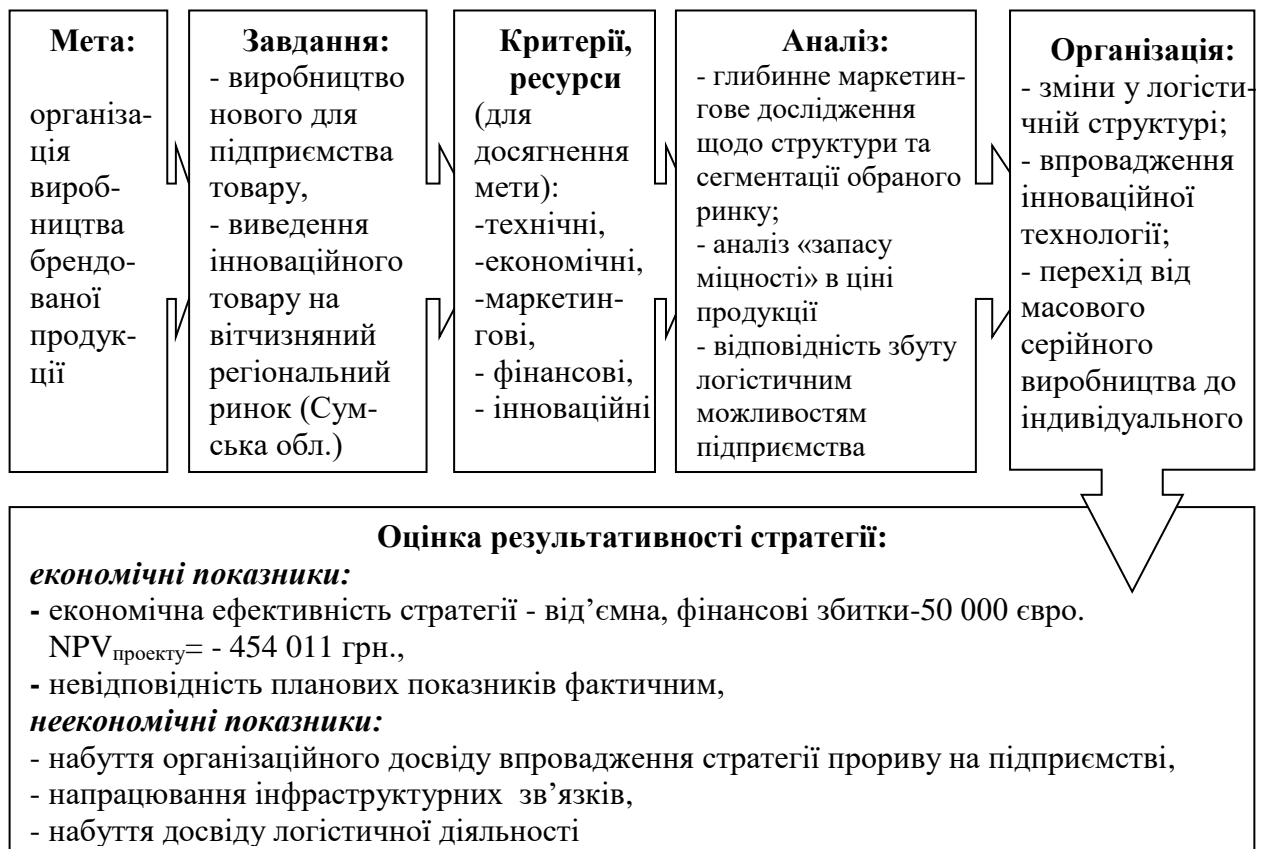 Мета:
організа-
ція
вироб-
ництва
брендо-
ваної
продук-
ції
Завдання:
- виробництво
нового для
підприємства
товару,
- виведення
інноваційного
товару на
вітчизняний
регіональний
ринок (Сум-
ська обл.)
Критерії,
ресурси
(для
досягнення
мети):
-технічні,
-економічні,
-маркетин-
гові,
- фінансові,
- інноваційні
Аналіз:
- глибинне маркетин-
гове дослідження
щодо структури та
сегментації обраного
ринку;
- аналіз «запасу
міцності» в ціні
продукції
- відповідність збуту
логістичним
можливостям
підприємства
Організація:
- зміни у логісти-
чній структурі;
- впровадження
інноваційної
технології;
- перехід від
масового
серійного
виробництва до
індивідуального
Оцінка результативності стратегії:
економічні показники:
- економічна ефективність стратегії - від’ємна, фінансові збитки-50 000 євро.
NPVпроекту= - 454 011 грн.,
- невідповідність планових показників фактичним,
неекономічні показники:
- набуття організаційного досвіду впровадження стратегії прориву на підприємстві,
- напрацювання інфраструктурних зв’язків,
- набуття досвіду логістичної діяльності